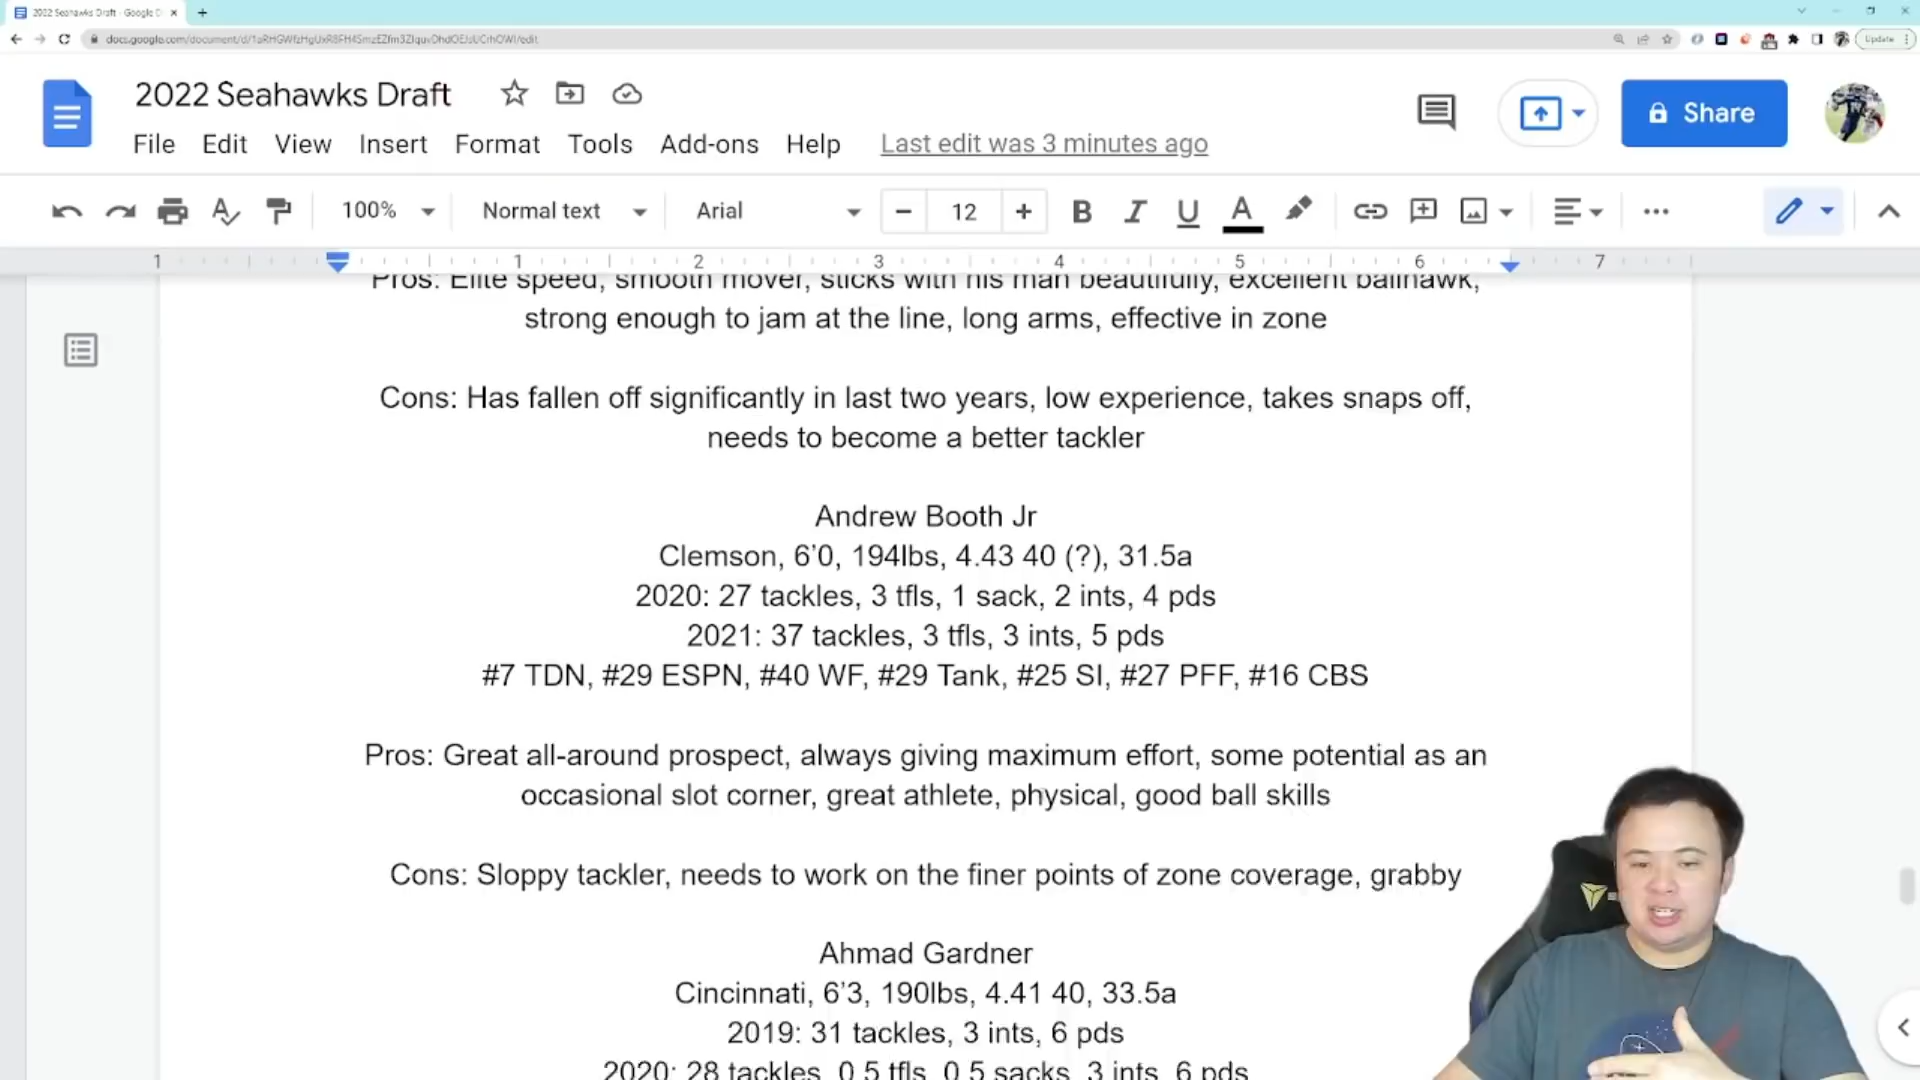 2022 Seahawks Draft - Google D
docs.google.com/document/d/
Update
2022 Seahawks Draft
File Edit View Insert Format Tools Add-ons Help Last edit was 3 minutes ago
Share
100% Normal text Arial 12 B I U A
1 1 2 3 4 5 6 7
Pros: Elite speed, smooth mover, sticks with his man beautifully, excellent ballhawk,
strong enough to jam at the line, long arms, effective in zone
Cons: Has fallen off significantly in last two years, low experience, takes snaps off,
needs to become a better tackler
Andrew Booth Jr
Clemson, 6’0, 194lbs, 4.43 40 (?), 31.5a
2020: 27 tackles, 3 tfls, 1 sack, 2 ints, 4 pds
2021: 37 tackles, 3 tfls, 3 ints, 5 pds
#7 TDN, #29 ESPN, #40 WF, #29 Tank, #25 SI, #27 PFF, #16 CBS
Pros: Great all-around prospect, always giving maximum effort, some potential as an
occasional slot corner, great athlete, physical, good ball skills
Cons: Sloppy tackler, needs to work on the finer points of zone coverage, grabby
Ahmad Gardner
Cincinnati, 6’3, 190lbs, 4.41 40, 33.5a
2019: 31 tackles, 3 ints, 6 pds
2020: 28 tackles, 0.5 tfls, 0.5 sacks, 3 ints, 6 pds